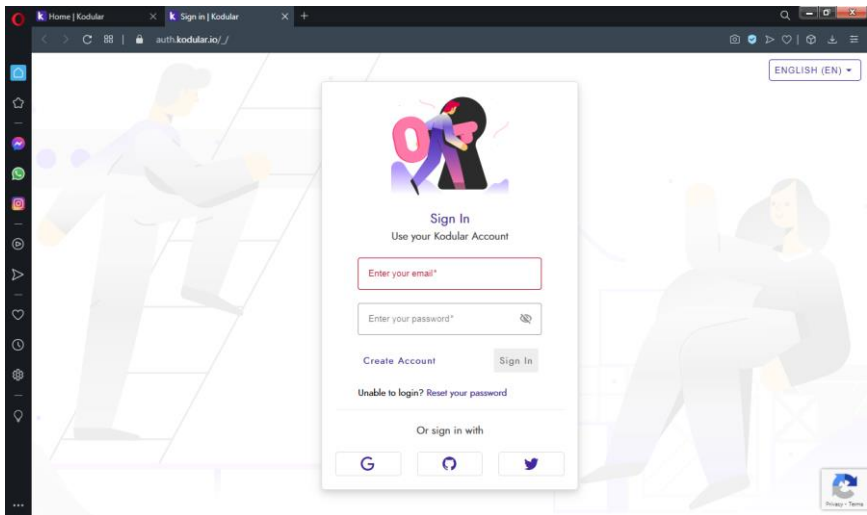 Home | Kodular
Sign in | Kodular
auth.kodular.io/_/
ENGLISH (EN)
Sign In
Use your Kodular Account
Enter your email*
Enter your password*
Create Account
Sign In
Unable to login? Reset your password
Or sign in with
Privacy - Terms